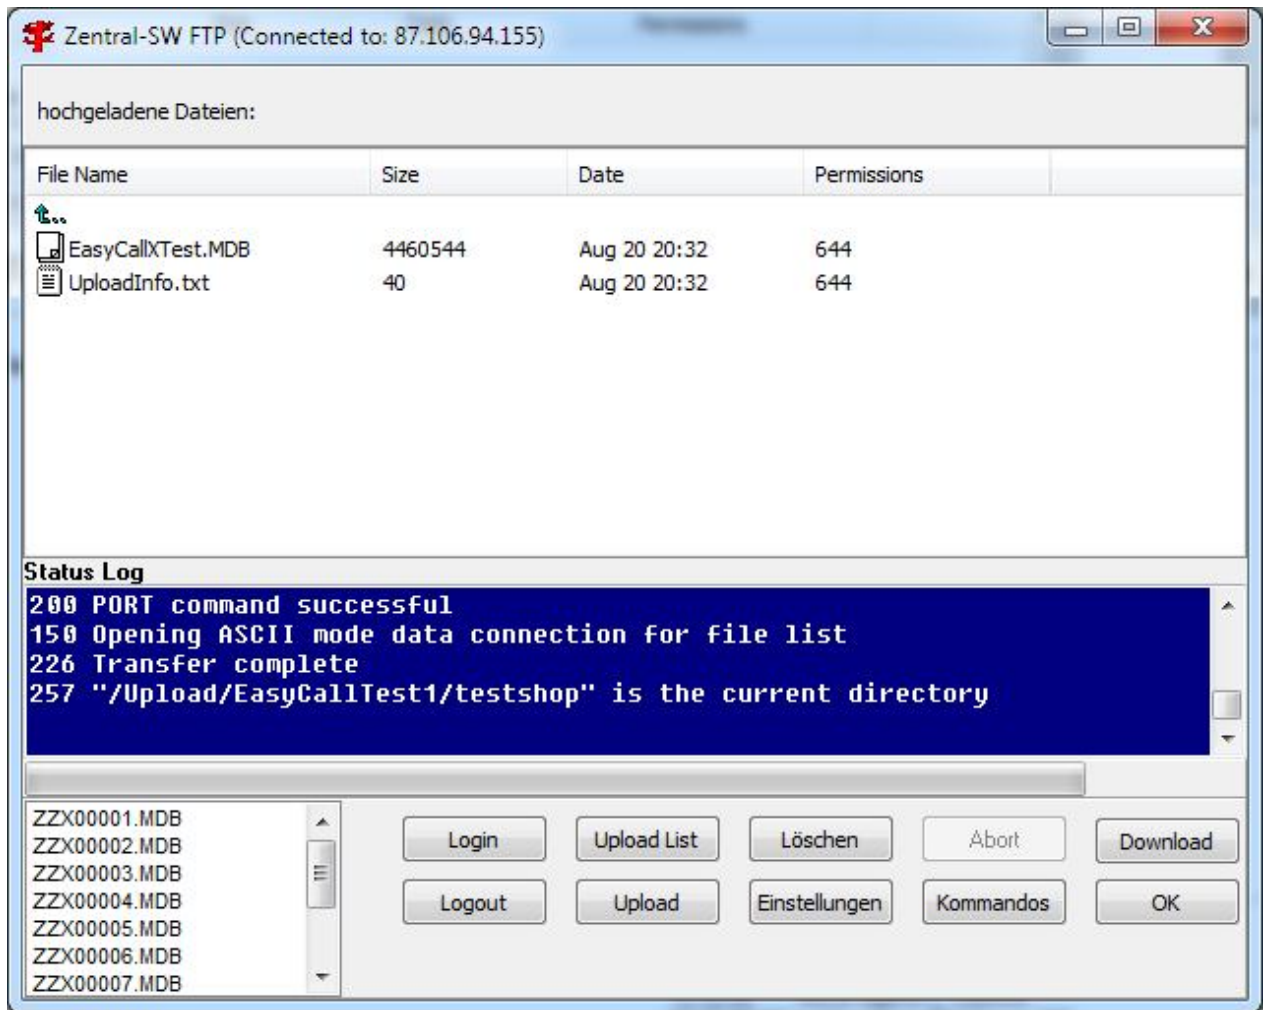 Zentral-SW FTP (Connected to: 87.106.94.155)
hochgeladene Dateien:
File Name Size Date Permissions
..
EasyCallXTest.MDB 4460544 Aug 20 20:32 644
UploadInfo.txt 40 Aug 20 20:32 644
Status Log
200 PORT command successful
150 Opening ASCII mode data connection for file list
226 Transfer complete
257 "/Upload/EasyCallTest1/testshop" is the current directory
ZZX00001.MDB
ZZX00002.MDB
ZZX00003.MDB
ZZX00004.MDB
ZZX00005.MDB
ZZX00006.MDB
ZZX00007.MDB
Login Upload List Löschen Abort Download
Logout Upload Einstellungen Kommandos OK